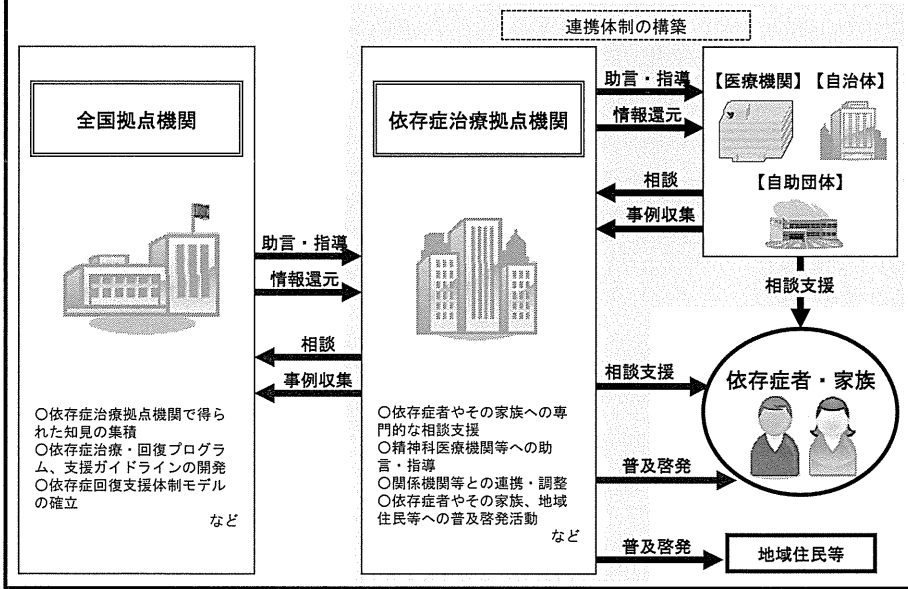 連携体制の構築
全国拠点機関
助言・指導
情報還元
相談
事例収集
○依存症治療拠点機関で得ら
れた知見の集積
○依存症治療・回復プログラ
ム、支援ガイドラインの開発
○依存症回復支援体制モデル
の確立
など
依存症治療拠点機関
○依存症者やその家族への専
門的な相談支援
○精神科医療機関等への助
言・指導
○関係機関等との連携・調整
○依存症者やその家族、地域
住民等への普及啓発活動
など
助言・指導
情報還元
相談
事例収集
【医療機関】【自治体】
【自助団体】
相談支援
相談支援
依存症者・家族
普及啓発
普及啓発
地域住民等